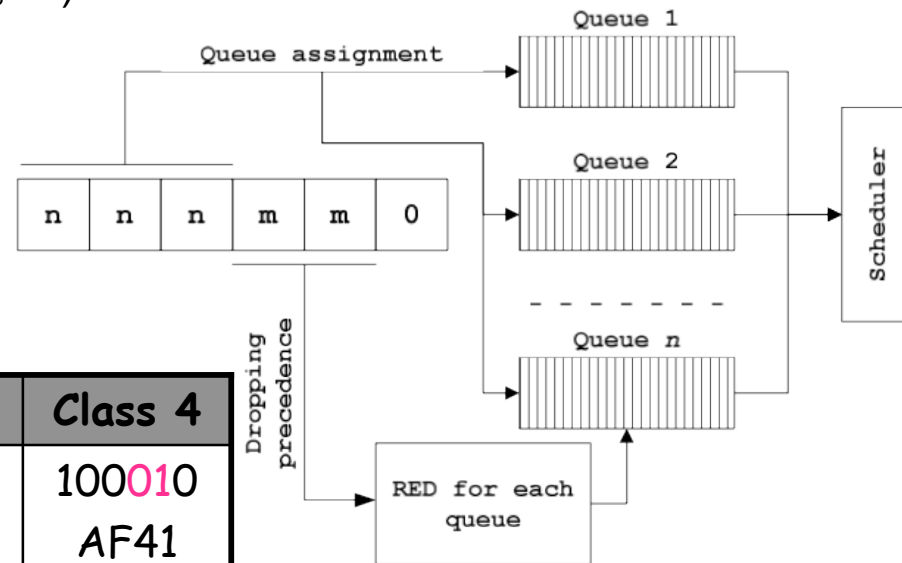 Queue 1
Queue assignment
Queue 2
n n n m m 0
Scheduler
Queue n
Dropping
precedence
Class 4
100010
AF41
RED for each
queue